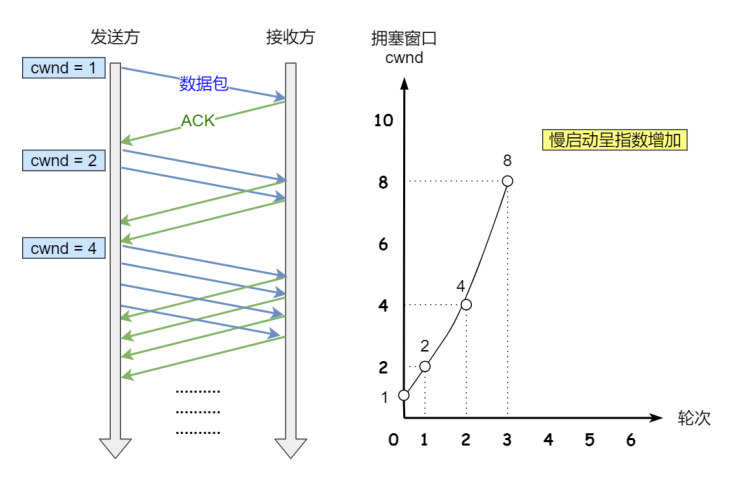 发送方
接收方
cwnd = 1
数据包
ACK
cwnd = 2
cwnd = 4
..........
..........
..........
拥塞窗口
cwnd
慢启动呈指数增加
10
8
6
4
2
1
8
4
2
0 1 2 3 4 5 6
轮次